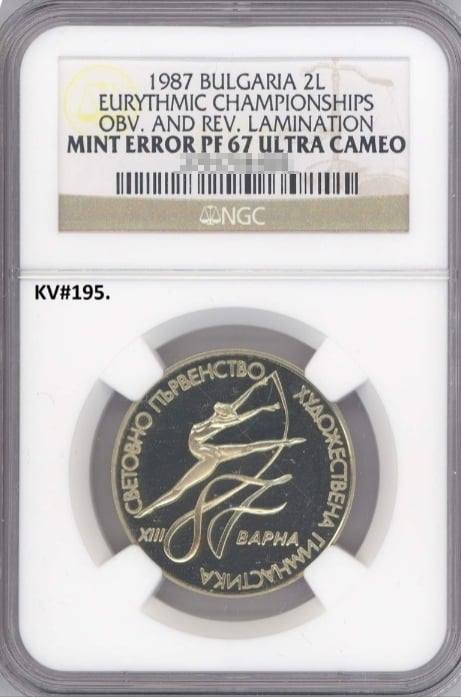 1987 BULGARIA 2L
EURYTHMIC CHAMPIONSHIPS
OBV. AND REV. LAMINATION
MINT ERROR PF 67 ULTRA CAMEO
NGC
KV#195.
СВЕТОВНО ПЪРВЕНСТВО
ХУДОЖЕСТВЕНА ГИМНАСТИКА
XIII 87 ВАРНА